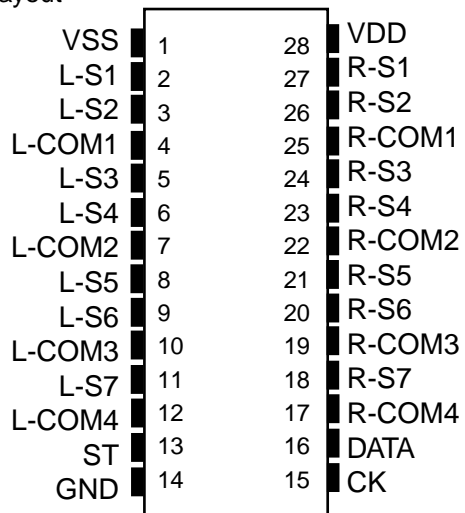 ayout
VSS 1 28 VDD
L-S1 2 27 R-S1
L-S2 3 26 R-S2
L-COM1 4 25 R-COM1
L-S3 5 24 R-S3
L-S4 6 23 R-S4
L-COM2 7 22 R-COM2
L-S5 8 21 R-S5
L-S6 9 20 R-S6
L-COM3 10 19 R-COM3
L-S7 11 18 R-S7
L-COM4 12 17 R-COM4
ST 13 16 DATA
GND 14 15 CK